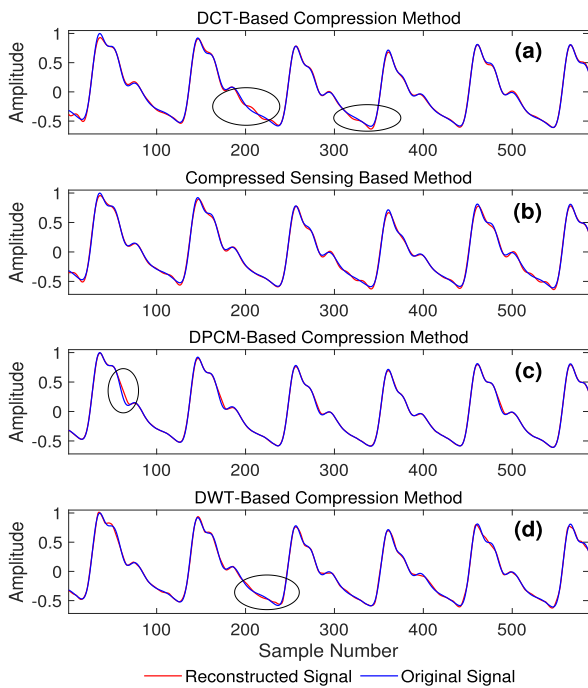 DCT-Based Compression Method
1
0.5
0
-0.5
Amplitude
(a)
100 200 300 400 500
Compressed Sensing Based Method
1
0.5
0
-0.5
Amplitude
(b)
100 200 300 400 500
DPCM-Based Compression Method
1
0.5
0
-0.5
Amplitude
(c)
100 200 300 400 500
DWT-Based Compression Method
1
0.5
0
-0.5
Amplitude
(d)
100 200 300 400 500
Sample Number
Reconstructed Signal Original Signal